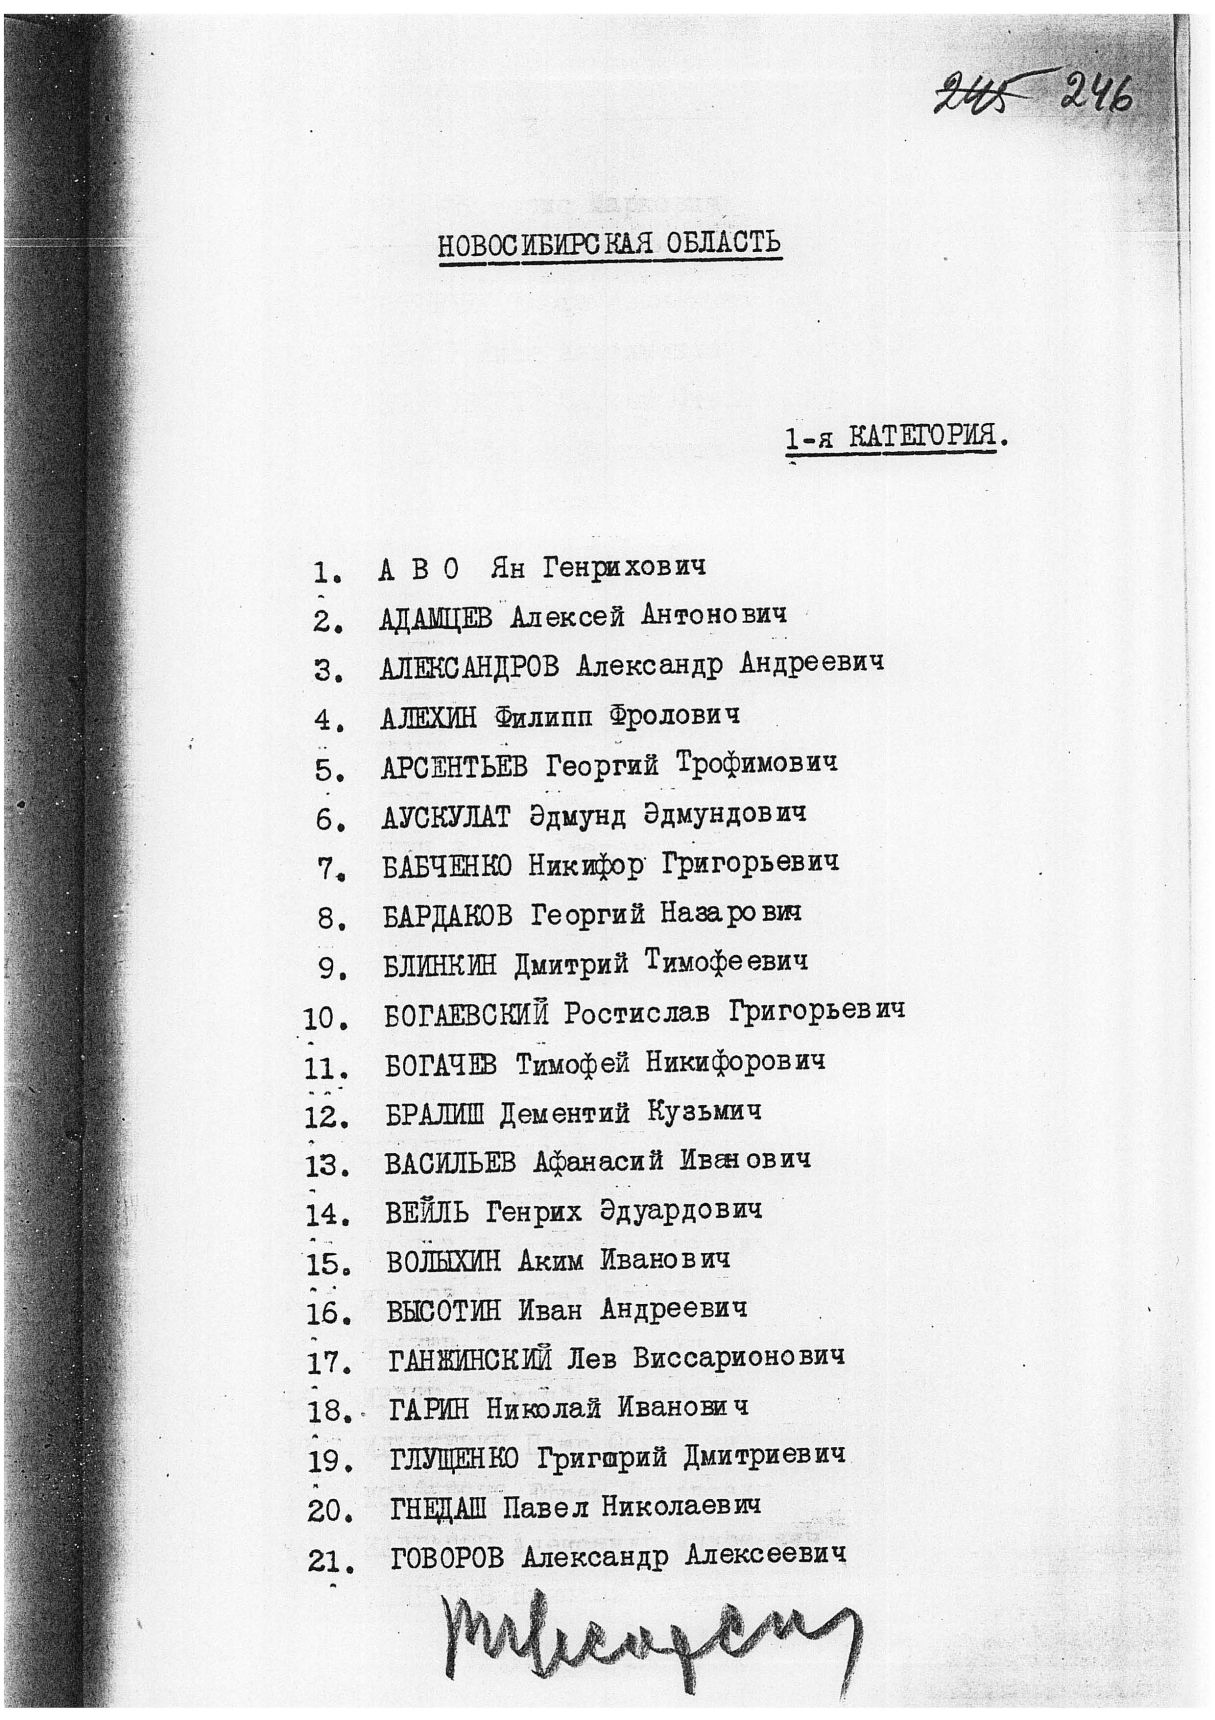 245 246
НОВОСИБИРСКАЯ ОБЛАСТЬ
1-я КАТЕГОРИЯ.
1. А В О Ян Генрихович
2. АДАМЦЕВ Алексей Антонович
3. АЛЕКСАНДРОВ Александр Андреевич
4. АЛЕХИН Филипп Фролович
5. АРСЕНТЬЕВ Георгий Трофимович
6. АУСКУЛАТ Эдмунд Эдмундович
7. БАБЧЕНКО Никифор Григорьевич
8. БАРДАКОВ Георгий Назарович
9. БЛИНКИН Дмитрий Тимофеевич
10. БОГАЕВСКИЙ Ростислав Григорьевич
11. БОГАЧЕВ Тимофей Никифорович
12. БРАЛИШ Дементий Кузьмич
13. ВАСИЛЬЕВ Афанасий Иванович
14. ВЕЙЛЬ Генрих Эдуардович
15. ВОЛЫХИН Аким Иванович
16. ВЫСОТИН Иван Андреевич
17. ГАНЖИНСКИЙ Лев Виссарионович
18. ГАРИН Николай Иванович
19. ГЛУЩЕНКО Григорий Дмитриевич
20. ГНЕДАШ Павел Николаевич
21. ГОВОРОВ Александр Алексеевич